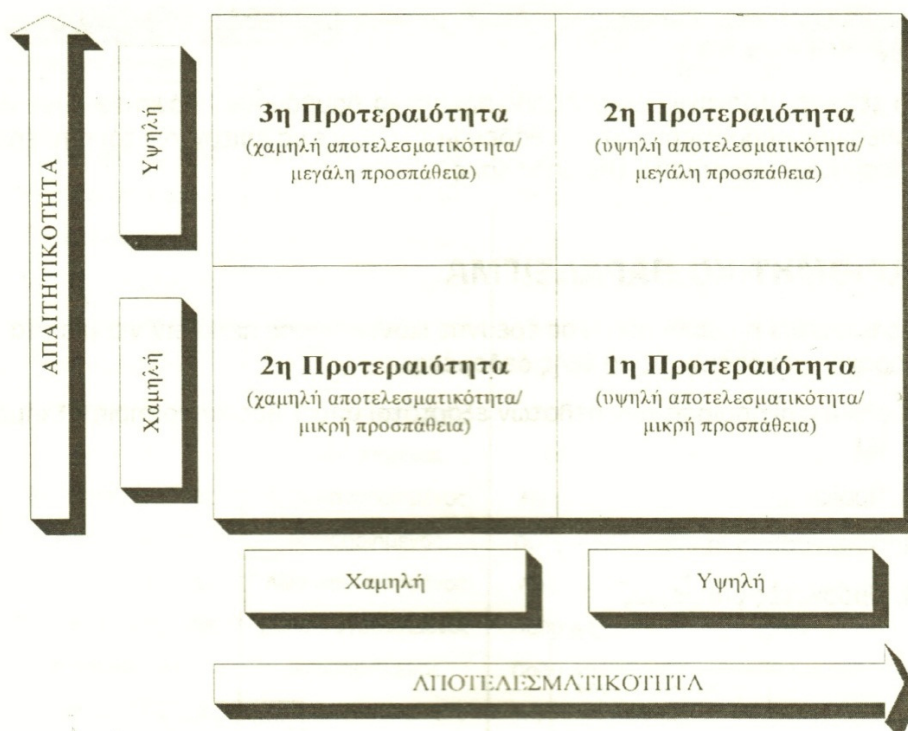 3η Προτεραιότητα
(χαμηλή αποτελεσματικότητα/
μεγάλη προσπάθεια)
2η Προτεραιότητα
(υψηλή αποτελεσματικότητα/
μεγάλη προσπάθεια)
Υψηλή
ΑΠΑΙΤΗΤΙΚΟΤΗΤΑ
Χαμηλή
2η Προτεραιότητα
(χαμηλή αποτελεσματικότητα/
μικρή προσπάθεια)
1η Προτεραιότητα
(υψηλή αποτελεσματικότητα/
μικρή προσπάθεια)
Χαμηλή
Υψηλή
ΑΠΟΤΕΛΕΣΜΑΤΙΚΟΤΗΤΑ